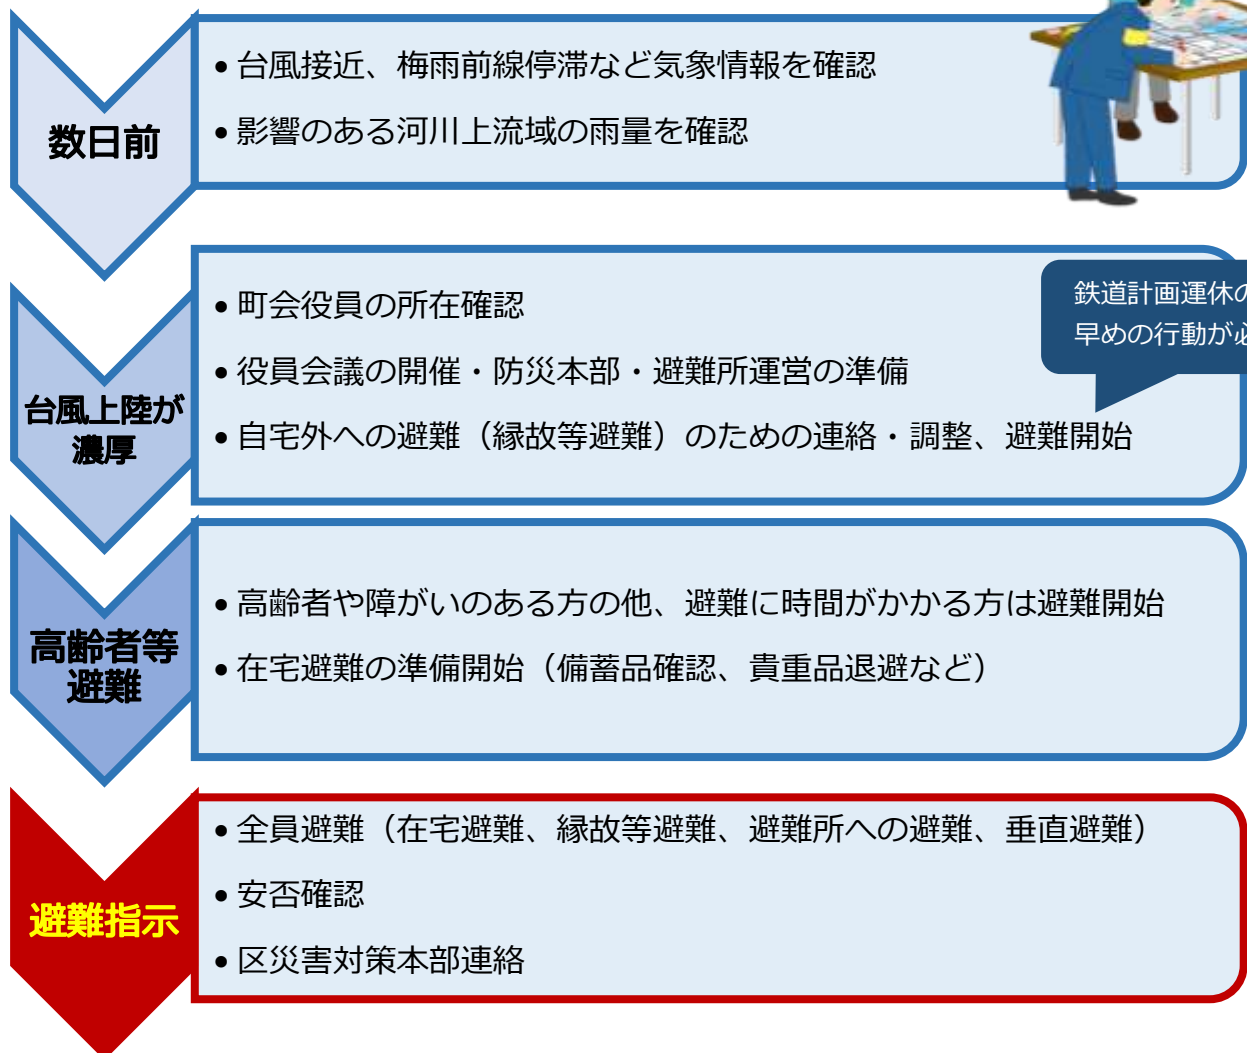 数日前
• 台風接近、梅雨前線停滞など気象情報を確認
• 影響のある河川上流域の雨量を確認
台風上陸が
濃厚
• 町会役員の所在確認
• 役員会議の開催・防災本部・避難所運営の準備
• 自宅外への避難（縁故等避難）のための連絡・調整、避難開始
鉄道計画運休の
早めの行動が必
高齢者等
避難
• 高齢者や障がいのある方の他、避難に時間がかかる方は避難開始
• 在宅避難の準備開始（備蓄品確認、貴重品退避など）
避難指示
• 全員避難（在宅避難、縁故等避難、避難所への避難、垂直避難）
• 安否確認
• 区災害対策本部連絡